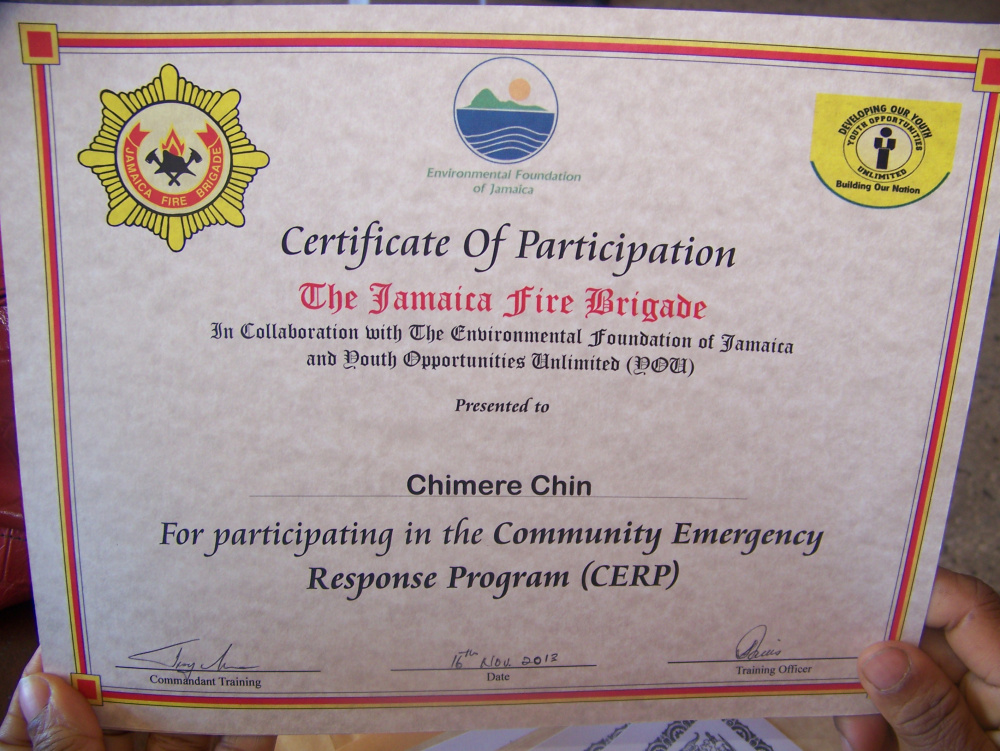 JAMAICA FIRE BRIGADE
Environmental Foundation
of Jamaica
DEVELOPING OUR YOUTH
YOUTH OPPORTUNITIES
UNLIMITED
Building Our Nation
Certificate Of Participation
The Jamaica Fire Brigade
In Collaboration with The Environmental Foundation of Jamaica
and Youth Opportunities Unlimited (YOU)
Presented to
Chimere Chin
For participating in the Community Emergency
Response Program (CERP)
16th Nov. 2013
Commandant Training
Date
Training Officer